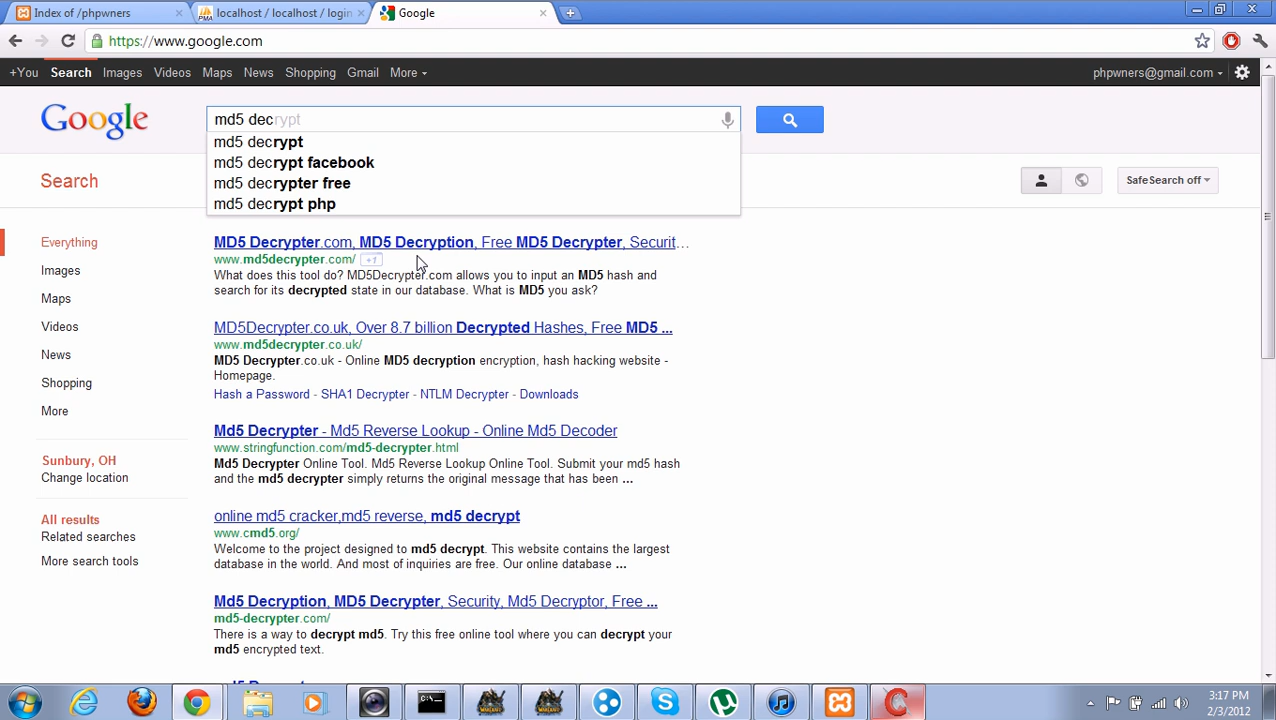 Index of /phpwners
localhost / localhost / login
Google
https://www.google.com
+You Search Images Videos Maps News Shopping Gmail More
phpwners@gmail.com
Google
md5 decrypt
md5 decrypt
md5 decrypt facebook
md5 decrypter free
md5 decrypt php
Search
SafeSearch off
Everything
Images
Maps
Videos
News
Shopping
More
Sunbury, OH
Change location
All results
Related searches
More search tools
MD5 Decrypter.com, MD5 Decryption, Free MD5 Decrypter, Securit...
www.md5decrypter.com/ +1
What does this tool do? MD5Decrypter.com allows you to input an MD5 hash and
search for its decrypted state in our database. What is MD5 you ask?
MD5Decrypter.co.uk, Over 8.7 billion Decrypted Hashes, Free MD5 ...
www.md5decrypter.co.uk/
MD5 Decrypter.co.uk - Online MD5 decryption encryption, hash hacking website -
Homepage.
Hash a Password - SHA1 Decrypter - NTLM Decrypter - Downloads
Md5 Decrypter - Md5 Reverse Lookup - Online Md5 Decoder
www.stringfunction.com/md5-decrypter.html
Md5 Decrypter Online Tool. Md5 Reverse Lookup Online Tool. Submit your md5 hash
and the md5 decrypter simply returns the original message that has been ...
online md5 cracker,md5 reverse, md5 decrypt
www.cmd5.org/
Welcome to the project designed to md5 decrypt. This website contains the largest
database in the world. And most of inquiries are free. Our online database ...
Md5 Decryption, MD5 Decrypter, Security, Md5 Decryptor, Free ...
md5-decrypter.com/
There is a way to decrypt md5. Try this free online tool where you can decrypt your
md5 encrypted text.
3:17 PM
2/3/2012